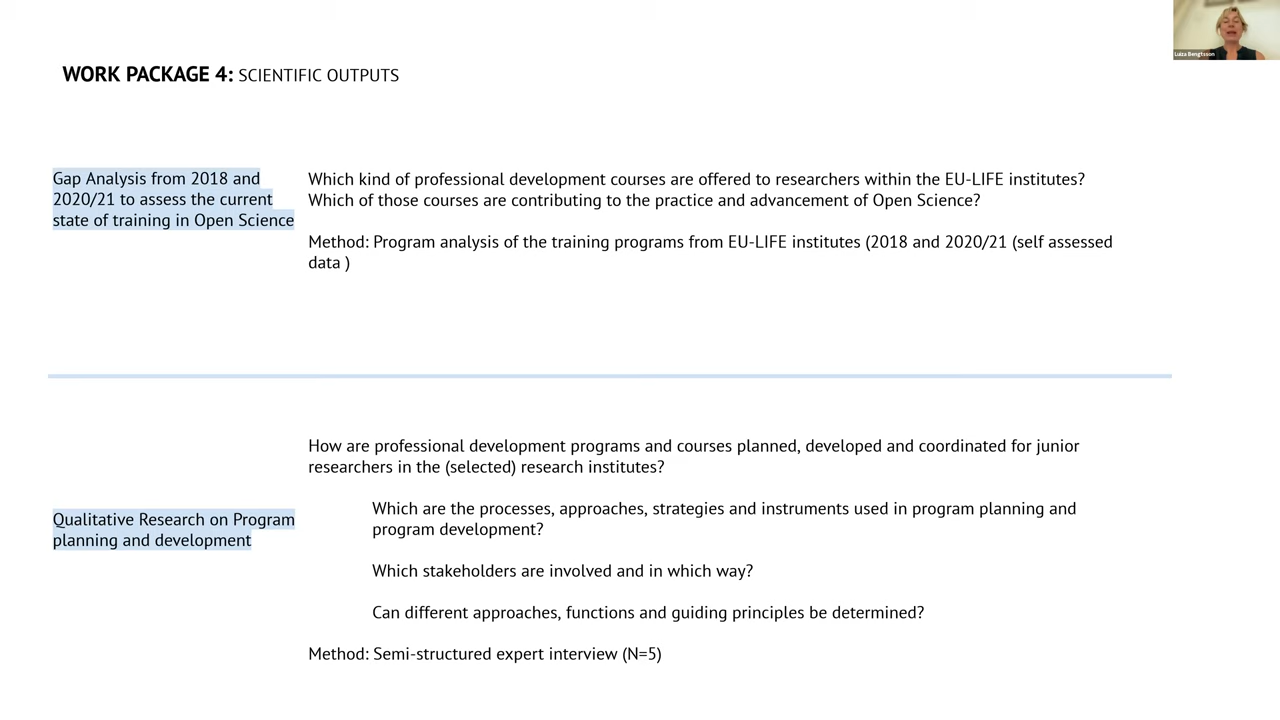 Luiza Bengtsson
WORK PACKAGE 4: SCIENTIFIC OUTPUTS
Gap Analysis from 2018 and
2020/21 to assess the current
state of training in Open Science
Which kind of professional development courses are offered to researchers within the EU-LIFE institutes?
Which of those courses are contributing to the practice and advancement of Open Science?
Method: Program analysis of the training programs from EU-LIFE institutes (2018 and 2020/21 (self assessed
data )
How are professional development programs and courses planned, developed and coordinated for junior
researchers in the (selected) research institutes?
Qualitative Research on Program
planning and development
Which are the processes, approaches, strategies and instruments used in program planning and
program development?
Which stakeholders are involved and in which way?
Can different approaches, functions and guiding principles be determined?
Method: Semi-structured expert interview (N=5)